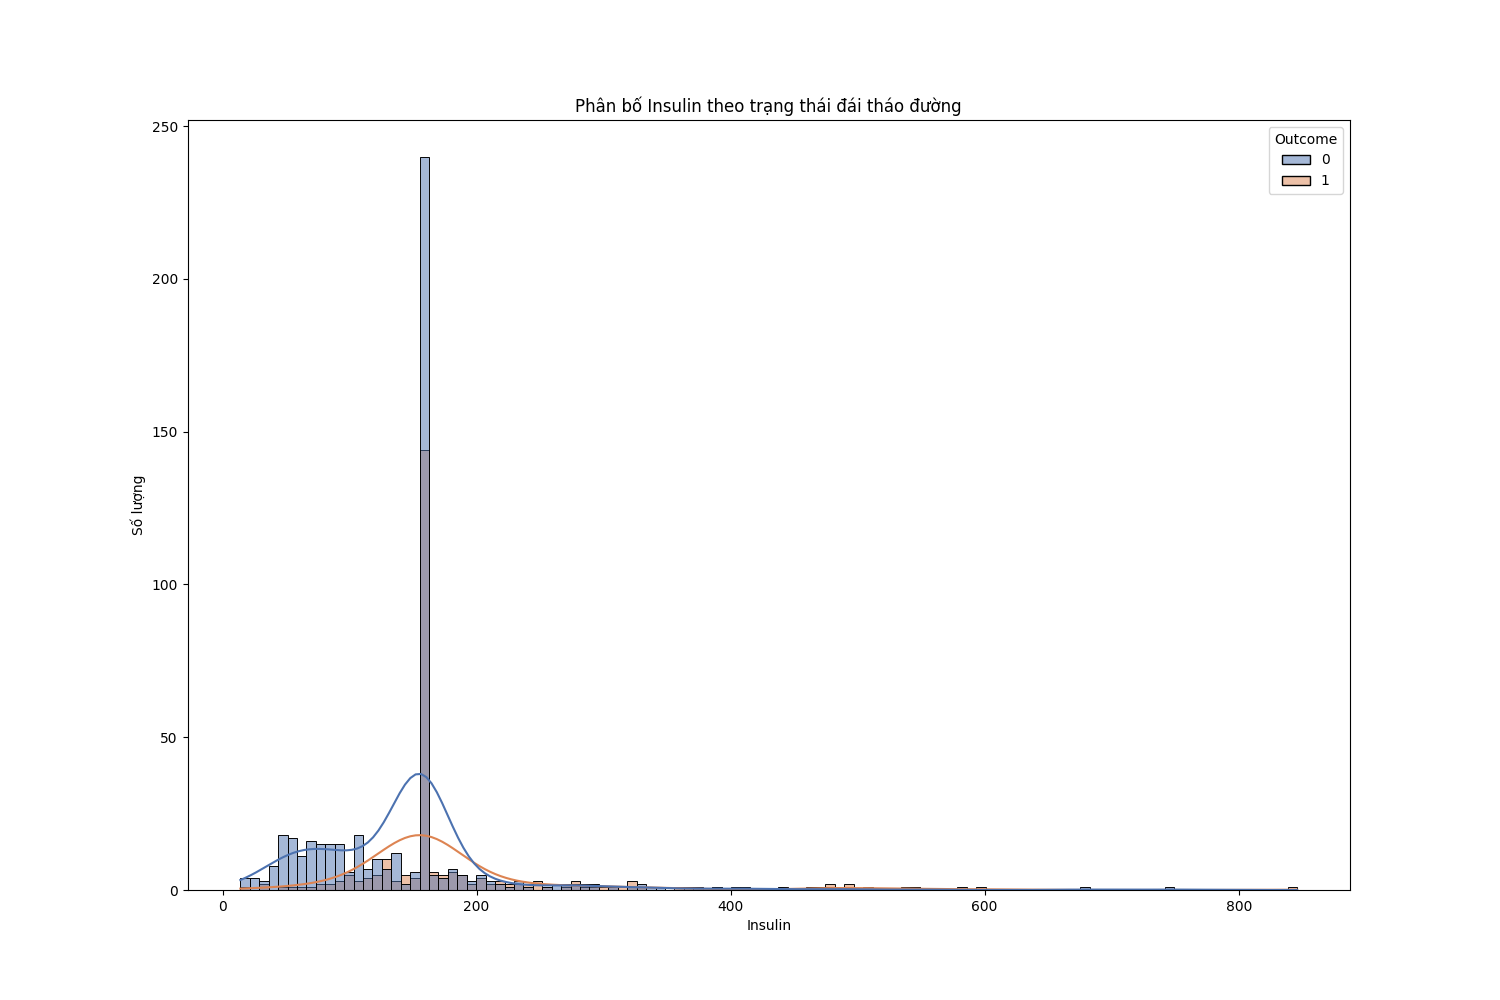 Phân bố Insulin theo trạng thái đái tháo đường
Outcome
0
1
250
200
150
100
50
0
Số lượng
0 200 400 600 800
Insulin